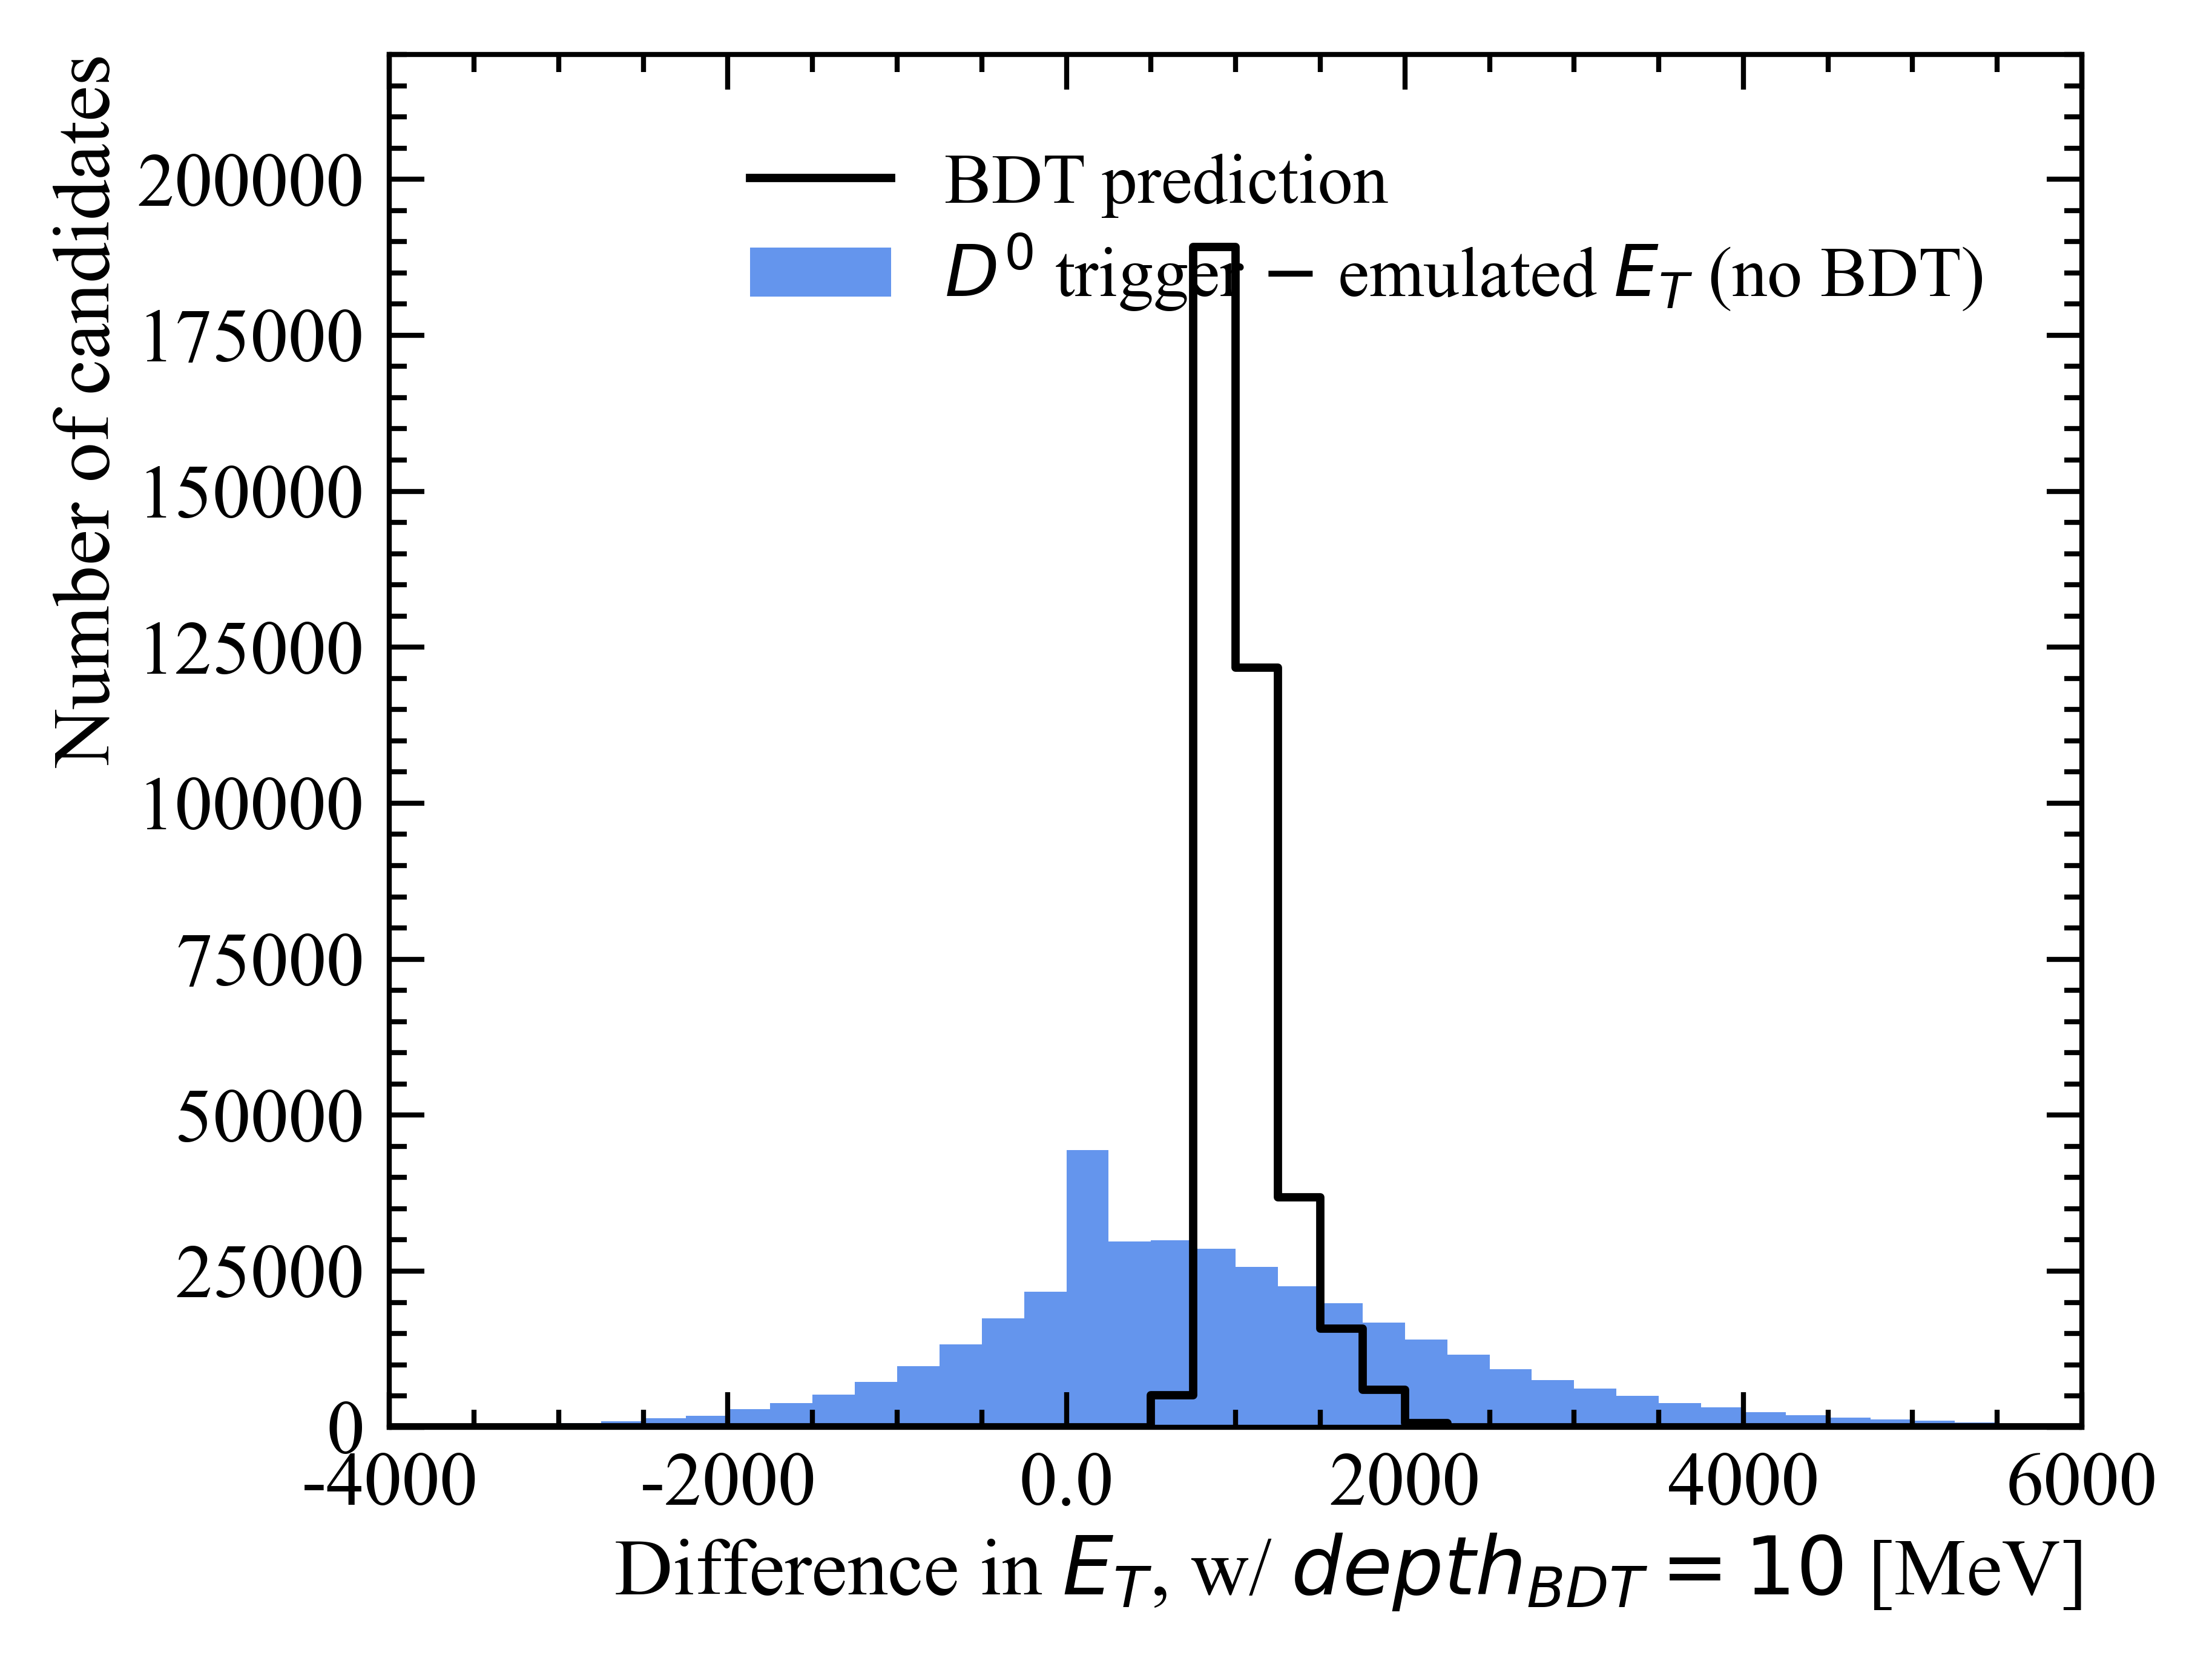 Number of candidates
200000
175000
150000
125000
100000
75000
50000
25000
0
BDT prediction
D⁰ trigger − emulated E_T (no BDT)
-4000 -2000 0.0 2000 4000 6000
Difference in E_T, w/ depth_BDT = 10 [MeV]